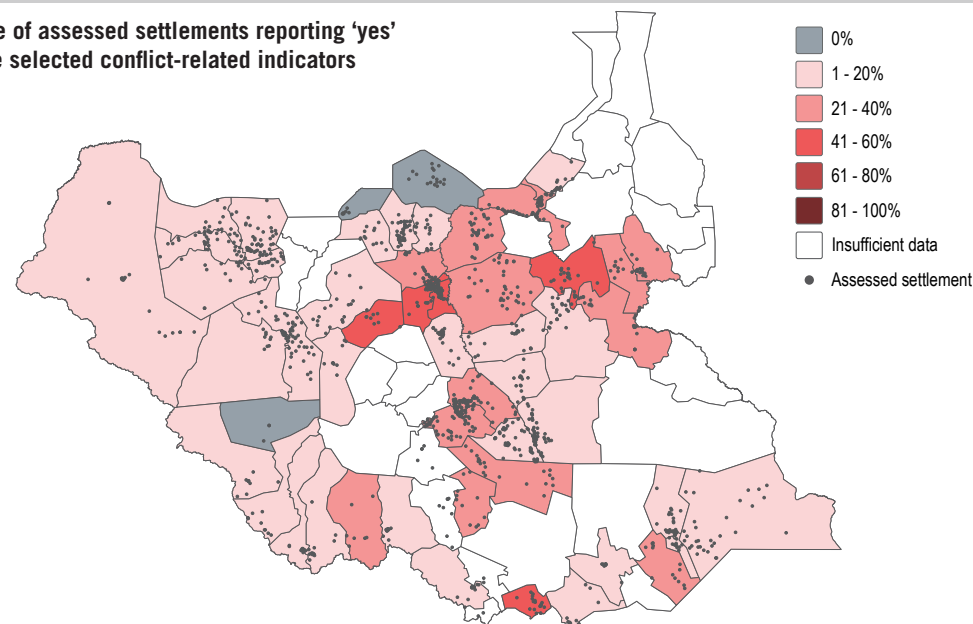 of assessed settlements reporting ‘yes’
selected conflict-related indicators
0%
1 - 20%
21 - 40%
41 - 60%
61 - 80%
81 - 100%
Insufficient data
Assessed settlement